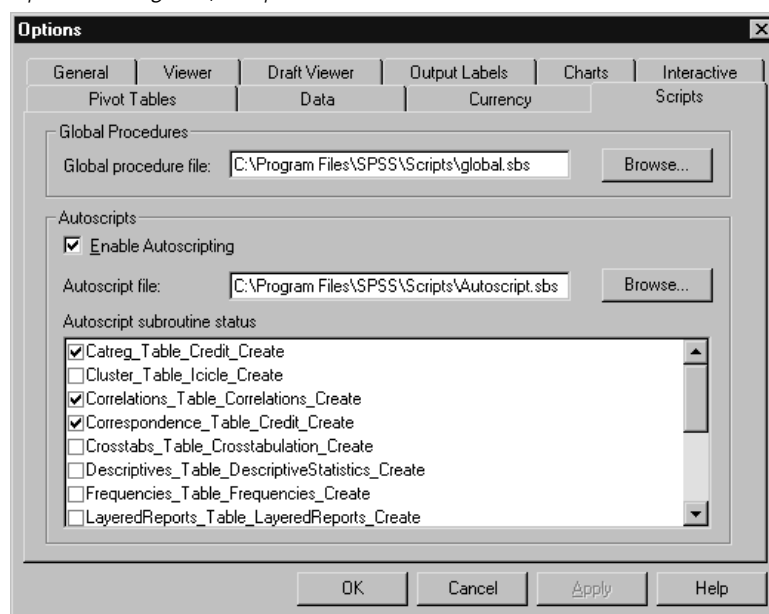 Options
General Viewer Draft Viewer Output Labels Charts Interactive
Pivot Tables Data Currency Scripts
Global Procedures
Global procedure file: C:\Program Files\SPSS\Scripts\global.sbs Browse...
Autoscripts
Enable Autoscripting
Autoscript file: C:\Program Files\SPSS\Scripts\Autoscript.sbs Browse...
Autoscript subroutine status
Catreg_Table_Credit_Create
Cluster_Table_Icicle_Create
Correlations_Table_Correlations_Create
Correspondence_Table_Credit_Create
Crosstabs_Table_Crosstabulation_Create
Descriptives_Table_DescriptiveStatistics_Create
Frequencies_Table_Frequencies_Create
LayeredReports_Table_LayeredReports_Create
OK Cancel Apply Help